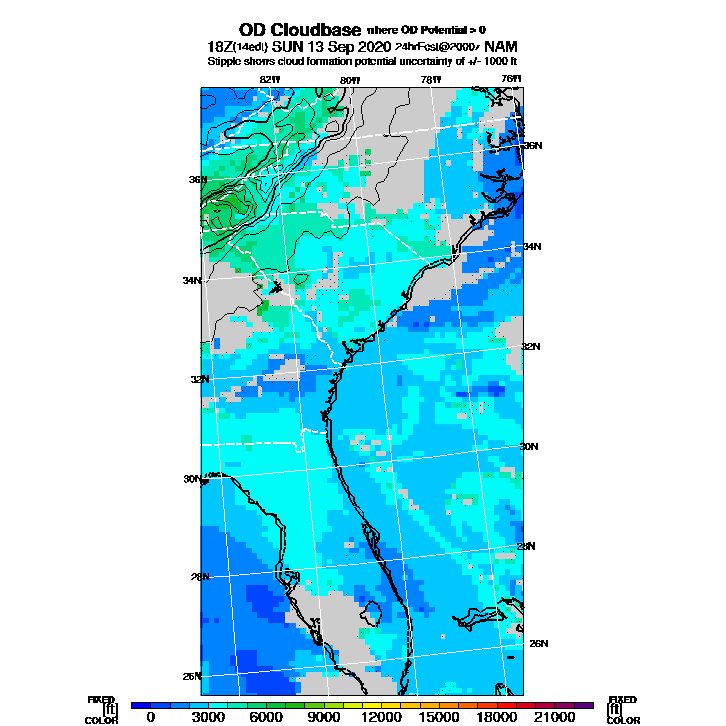 OD Cloudbase where OD Potential > 0
18Z(14edt) SUN 13 Sep 2020 24hrFcst@2000z NAM
Stipple shows cloud formation potential uncertainty of +/- 1000 ft
82W 80W 78W 76W
36N
36N
34N
34N
32N
32N
30N
30N
28N
28N
26N
26N
FIXED FIXED
[ft] [ft]
COLOR COLOR
0 3000 6000 9000 12000 15000 18000 21000